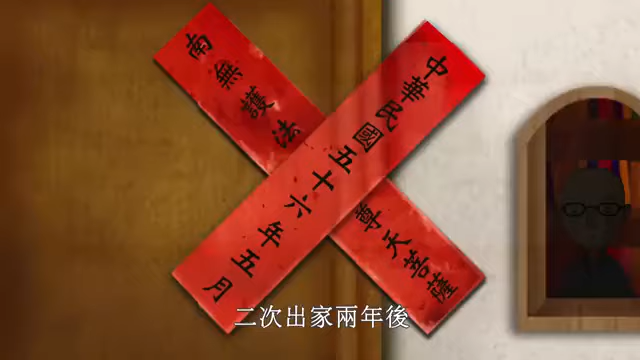 南無護法
尊天菩薩
中華民國五十六年五月
二次出家兩年後